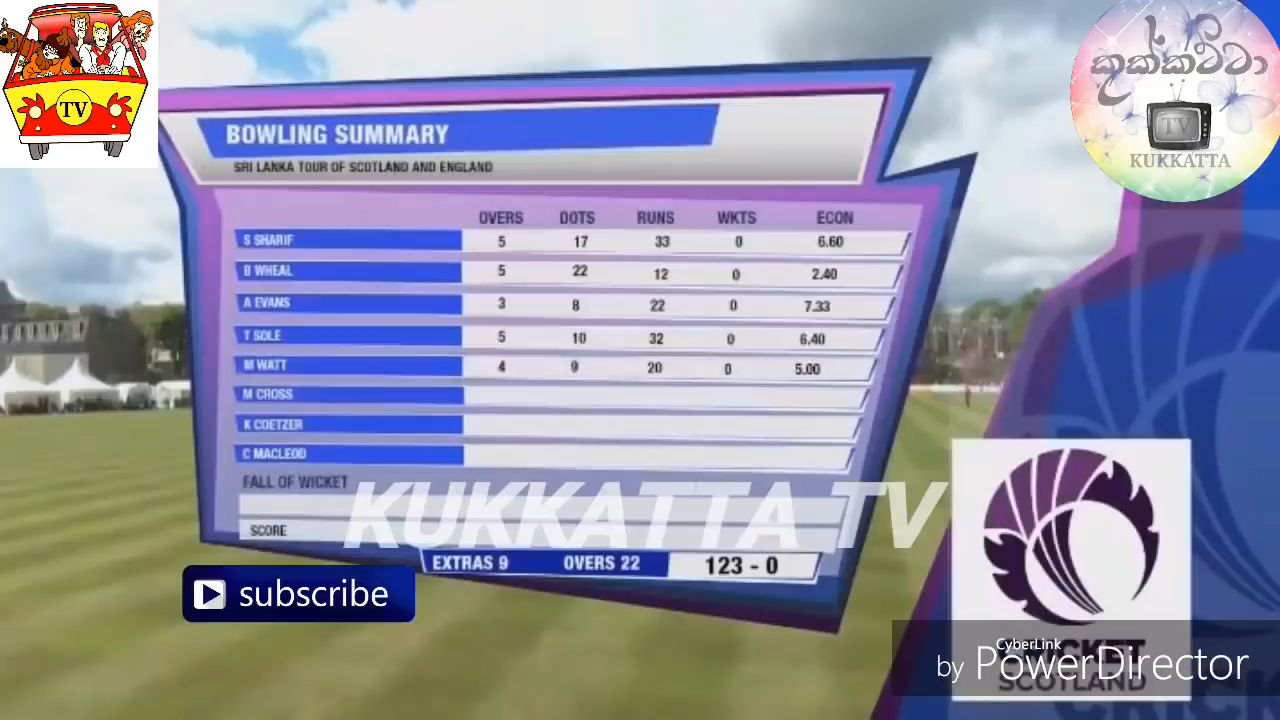 TV
කුක්කට්ටා
TV
KUKKATTA
BOWLING SUMMARY
SRI LANKA TOUR OF SCOTLAND AND ENGLAND
OVERS DOTS RUNS WKTS ECON
S SHARIF 5 17 33 0 6.60
B WHEAL 5 22 12 0 2.40
A EVANS 3 8 22 0 7.33
T SOLE 5 10 32 0 6.40
M WATT 4 9 20 0 5.00
M CROSS
K COETZER
C MACLEOD
FALL OF WICKET
KUKKATTA TV
SCORE
EXTRAS 9 OVERS 22 123 - 0
subscribe
CRICKET
SCOTLAND
CyberLink
by PowerDirector